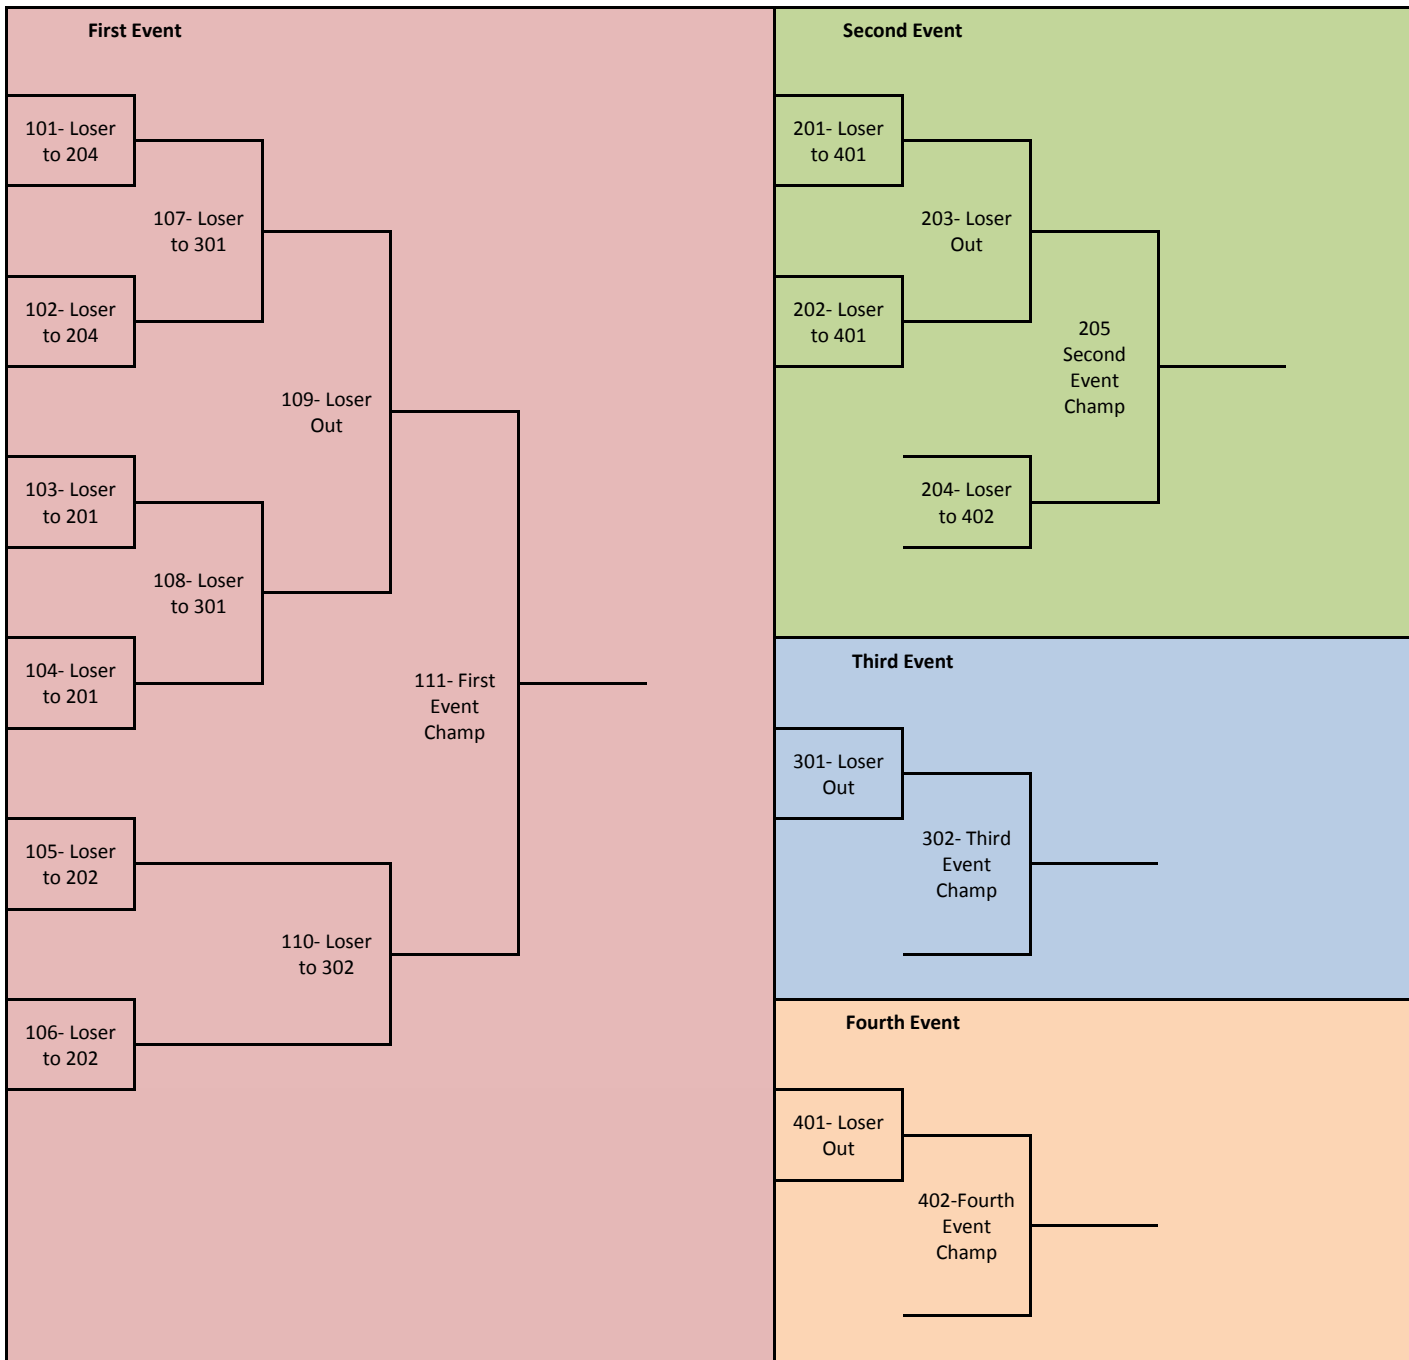 First Event
101- Loser
to 204
107- Loser
to 301
102- Loser
to 204
109- Loser
Out
103- Loser
to 201
108- Loser
to 301
104- Loser
to 201
111- First
Event
Champ
105- Loser
to 202
110- Loser
to 302
106- Loser
to 202
Second Event
201- Loser
to 401
203- Loser
Out
202- Loser
to 401
205
Second
Event
Champ
204- Loser
to 402
Third Event
301- Loser
Out
302- Third
Event
Champ
Fourth Event
401- Loser
Out
402-Fourth
Event
Champ